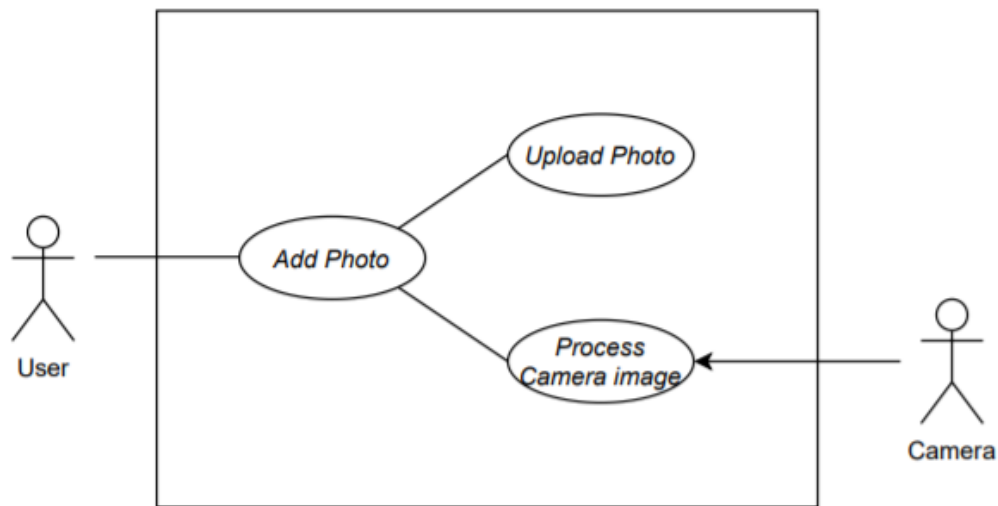 Upload Photo
Add Photo
User
Process
Camera image
Camera